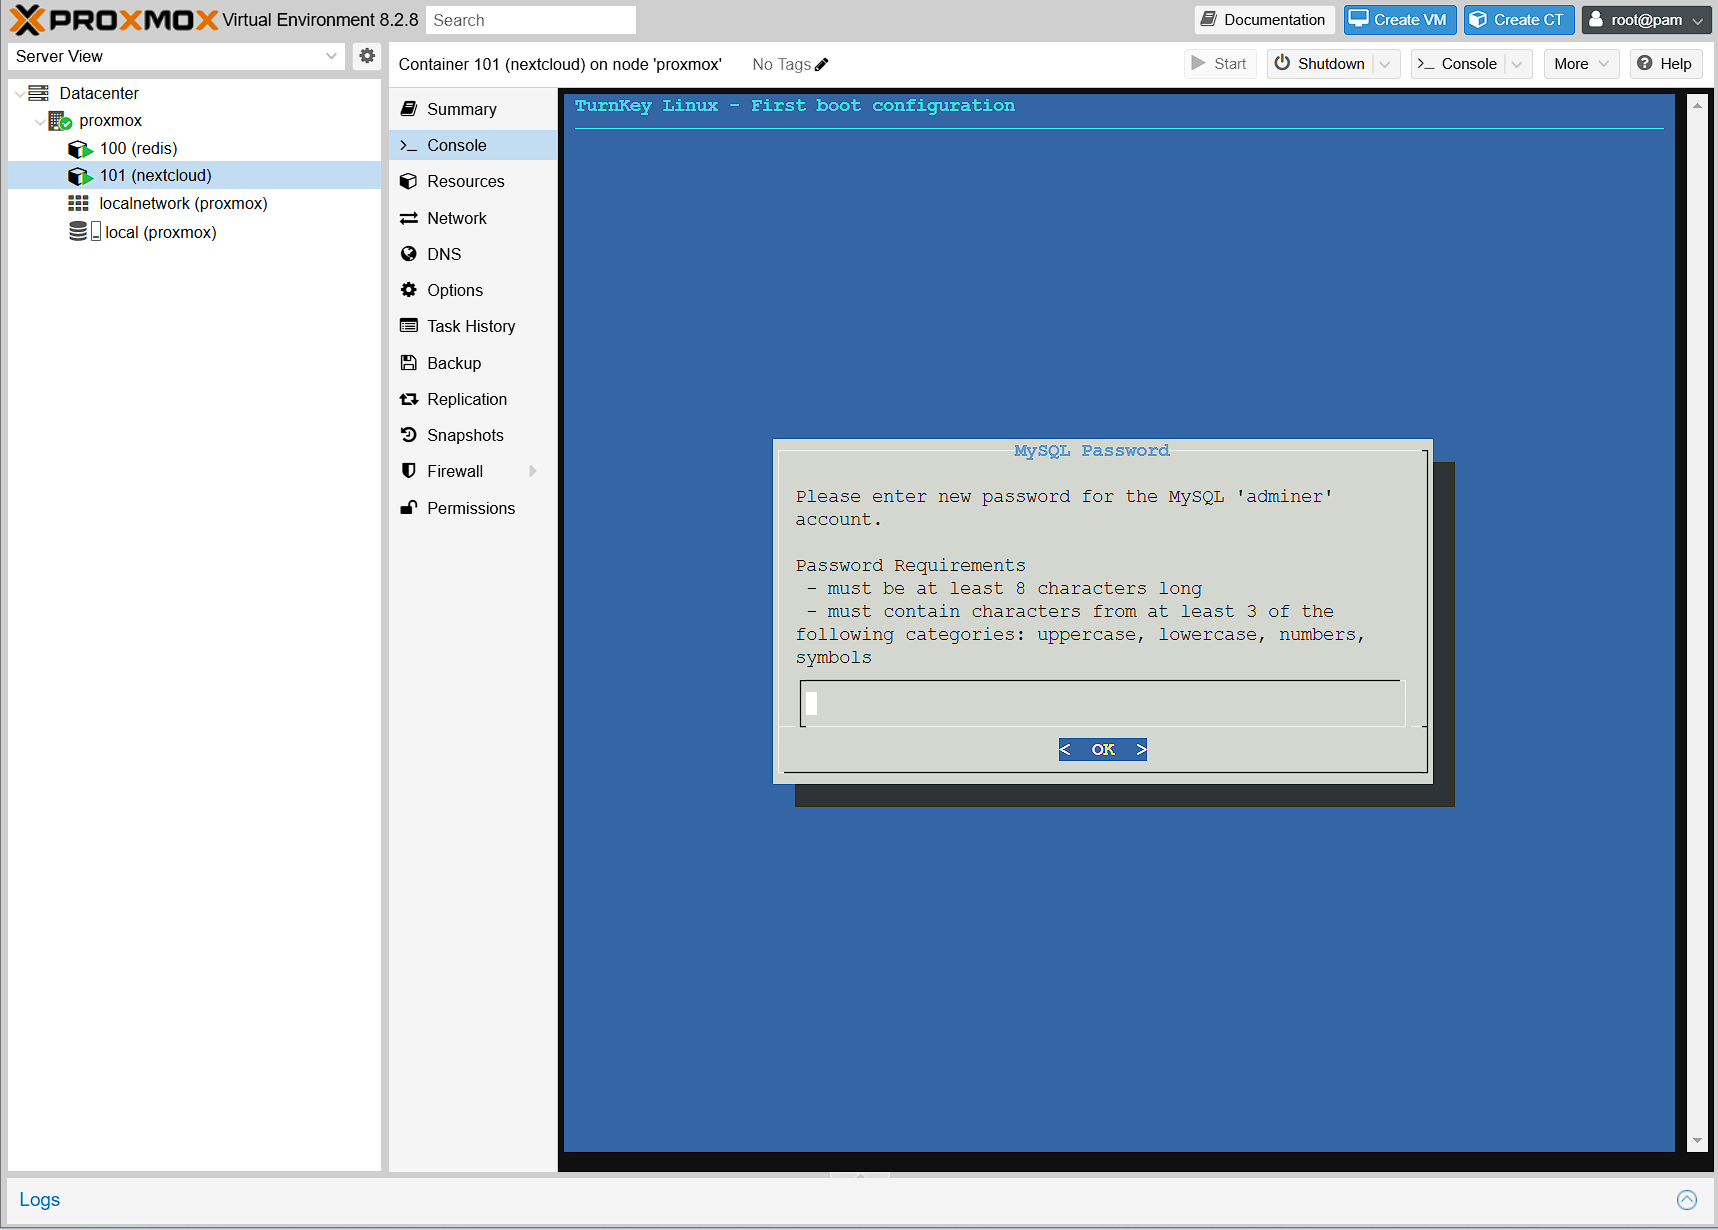 PROXMOX Virtual Environment 8.2.8 Search Documentation Create VM Create CT root@pam
Server View
Container 101 (nextcloud) on node 'proxmox' No Tags Start Shutdown >_ Console More Help
Datacenter
proxmox
100 (redis)
101 (nextcloud)
localnetwork (proxmox)
local (proxmox)
Summary
>_ Console
Resources
Network
DNS
Options
Task History
Backup
Replication
Snapshots
Firewall
Permissions
TurnKey Linux - First boot configuration
MySQL Password
Please enter new password for the MySQL 'adminer'
account.
Password Requirements
- must be at least 8 characters long
- must contain characters from at least 3 of the
following categories: uppercase, lowercase, numbers,
symbols
< OK >
Logs